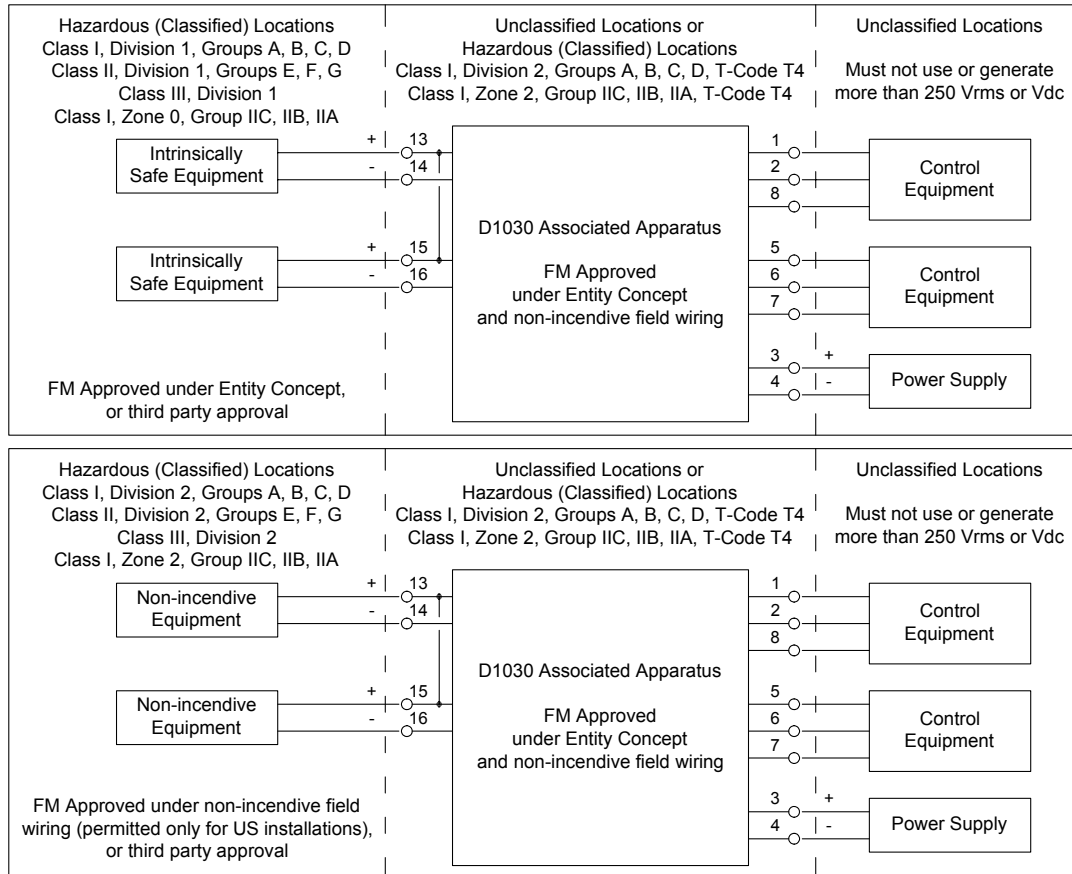 Hazardous (Classified) Locations
Class I, Division 1, Groups A, B, C, D
Class II, Division 1, Groups E, F, G
Class III, Division 1
Class I, Zone 0, Group IIC, IIB, IIA
Unclassified Locations or
Hazardous (Classified) Locations
Class I, Division 2, Groups A, B, C, D, T-Code T4
Class I, Zone 2, Group IIC, IIB, IIA, T-Code T4
Unclassified Locations
Must not use or generate
more than 250 Vrms or Vdc
Intrinsically
Safe Equipment
+
-
13
14
Intrinsically
Safe Equipment
+
-
15
16
FM Approved under Entity Concept,
or third party approval
D1030 Associated Apparatus
FM Approved
under Entity Concept
and non-incendive field wiring
1
2
8
Control
Equipment
5
6
7
Control
Equipment
3
4
+
-
Power Supply
Hazardous (Classified) Locations
Class I, Division 2, Groups A, B, C, D
Class II, Division 2, Groups E, F, G
Class III, Division 2
Class I, Zone 2, Group IIC, IIB, IIA
Unclassified Locations or
Hazardous (Classified) Locations
Class I, Division 2, Groups A, B, C, D, T-Code T4
Class I, Zone 2, Group IIC, IIB, IIA, T-Code T4
Unclassified Locations
Must not use or generate
more than 250 Vrms or Vdc
Non-incendive
Equipment
+
-
13
14
Non-incendive
Equipment
+
-
15
16
FM Approved under non-incendive field
wiring (permitted only for US installations),
or third party approval
D1030 Associated Apparatus
FM Approved
under Entity Concept
and non-incendive field wiring
1
2
8
Control
Equipment
5
6
7
Control
Equipment
3
4
+
-
Power Supply